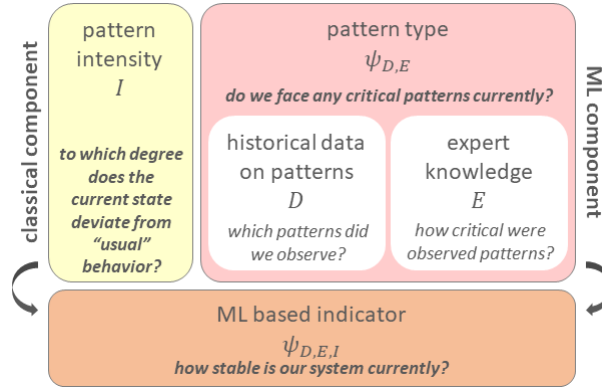 classical component
pattern
intensity
I
to which degree
does the
current state
deviate from
“usual”
behavior?
pattern type
ψ_{D,E}
do we face any critical patterns currently?
historical data
on patterns
D
which patterns did
we observe?
expert
knowledge
E
how critical were
observed patterns?
ML component
ML based indicator
ψ_{D,E,I}
how stable is our system currently?